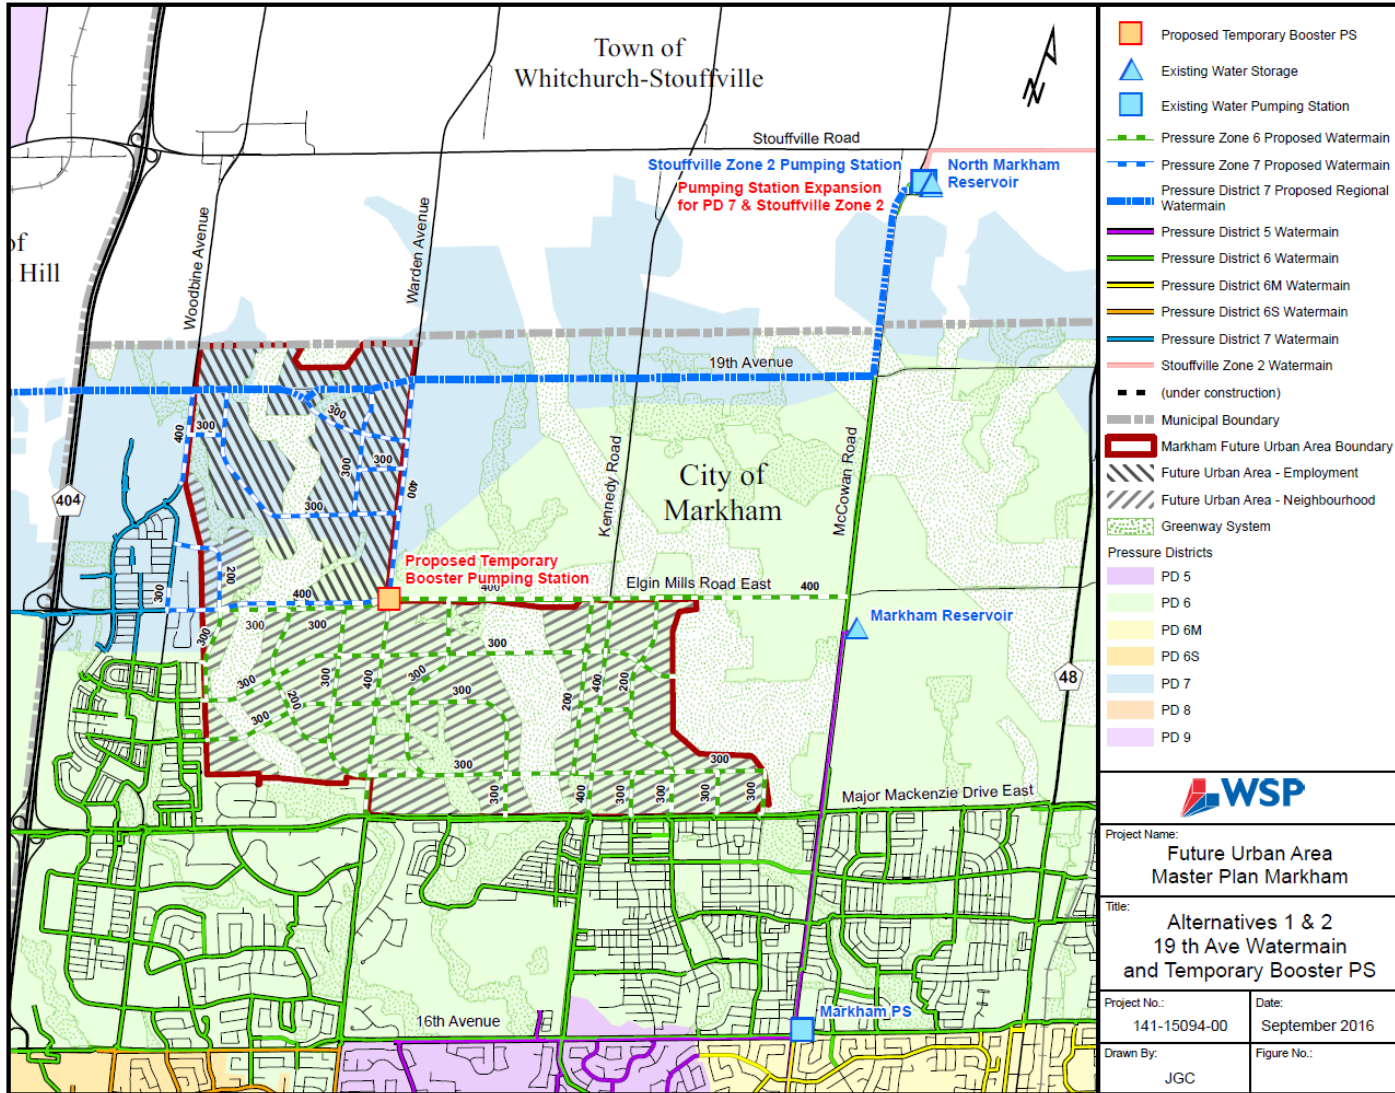 Town of
Whitchurch-Stouffville
Stouffville Road
Stouffville Zone 2 Pumping Station
North Markham
Reservoir
Pumping Station Expansion
for PD 7 & Stouffville Zone 2
of
Hill
Woodbine Avenue
Warden Avenue
19th Avenue
400
300
300
300
300
300
400
300
Kennedy Road
City of
Markham
McCowan Road
404
Proposed Temporary
Booster Pumping Station
Elgin Mills Road East
200
300
400
400
400
Markham Reservoir
300
300
300
300
300
300
400
300
300
200
300
300
200
400
200
48
300
300
300
400
300
300
300
300
Major Mackenzie Drive East
16th Avenue
Markham PS
Proposed Temporary Booster PS
Existing Water Storage
Existing Water Pumping Station
Pressure Zone 6 Proposed Watermain
Pressure Zone 7 Proposed Watermain
Pressure District 7 Proposed Regional
Watermain
Pressure District 5 Watermain
Pressure District 6 Watermain
Pressure District 6M Watermain
Pressure District 6S Watermain
Pressure District 7 Watermain
Stouffville Zone 2 Watermain
(under construction)
Municipal Boundary
Markham Future Urban Area Boundary
Future Urban Area - Employment
Future Urban Area - Neighbourhood
Greenway System
Pressure Districts
PD 5
PD 6
PD 6M
PD 6S
PD 7
PD 8
PD 9
WSP
Project Name:
Future Urban Area
Master Plan Markham
Title:
Alternatives 1 & 2
19 th Ave Watermain
and Temporary Booster PS
Project No.:
141-15094-00
Date:
September 2016
Drawn By:
JGC
Figure No.:
N